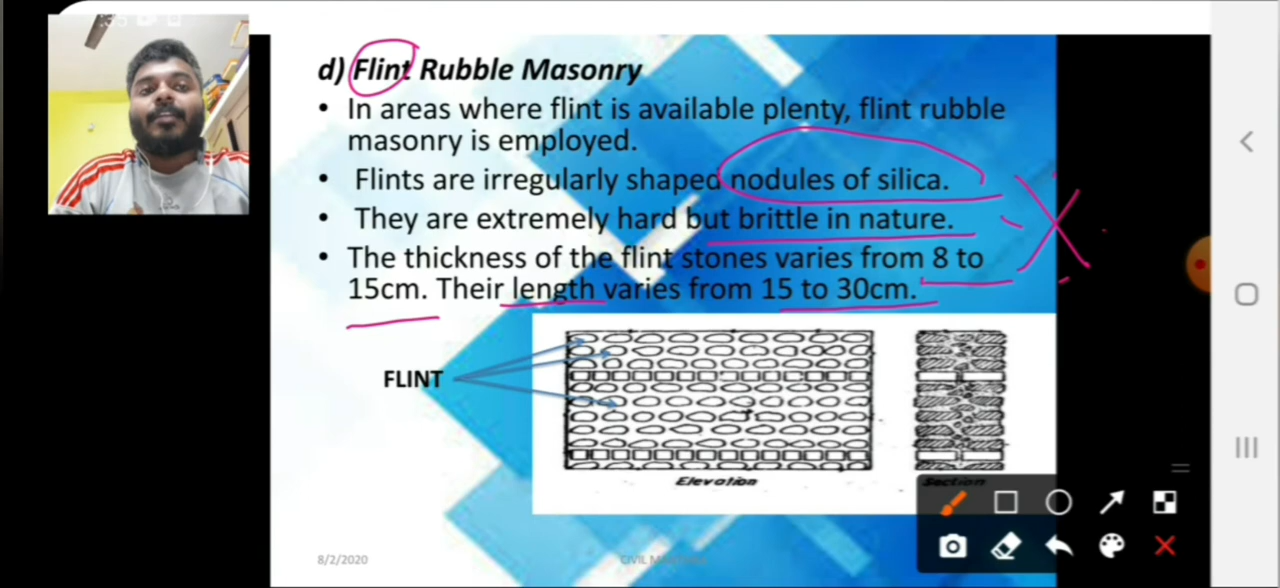 d) Flint Rubble Masonry
• In areas where flint is available plenty, flint rubble
masonry is employed.
• Flints are irregularly shaped nodules of silica.
• They are extremely hard but brittle in nature.
• The thickness of the flint stones varies from 8 to
15cm. Their length varies from 15 to 30cm.
FLINT
Elevation
Section
8/2/2020
CIVIL